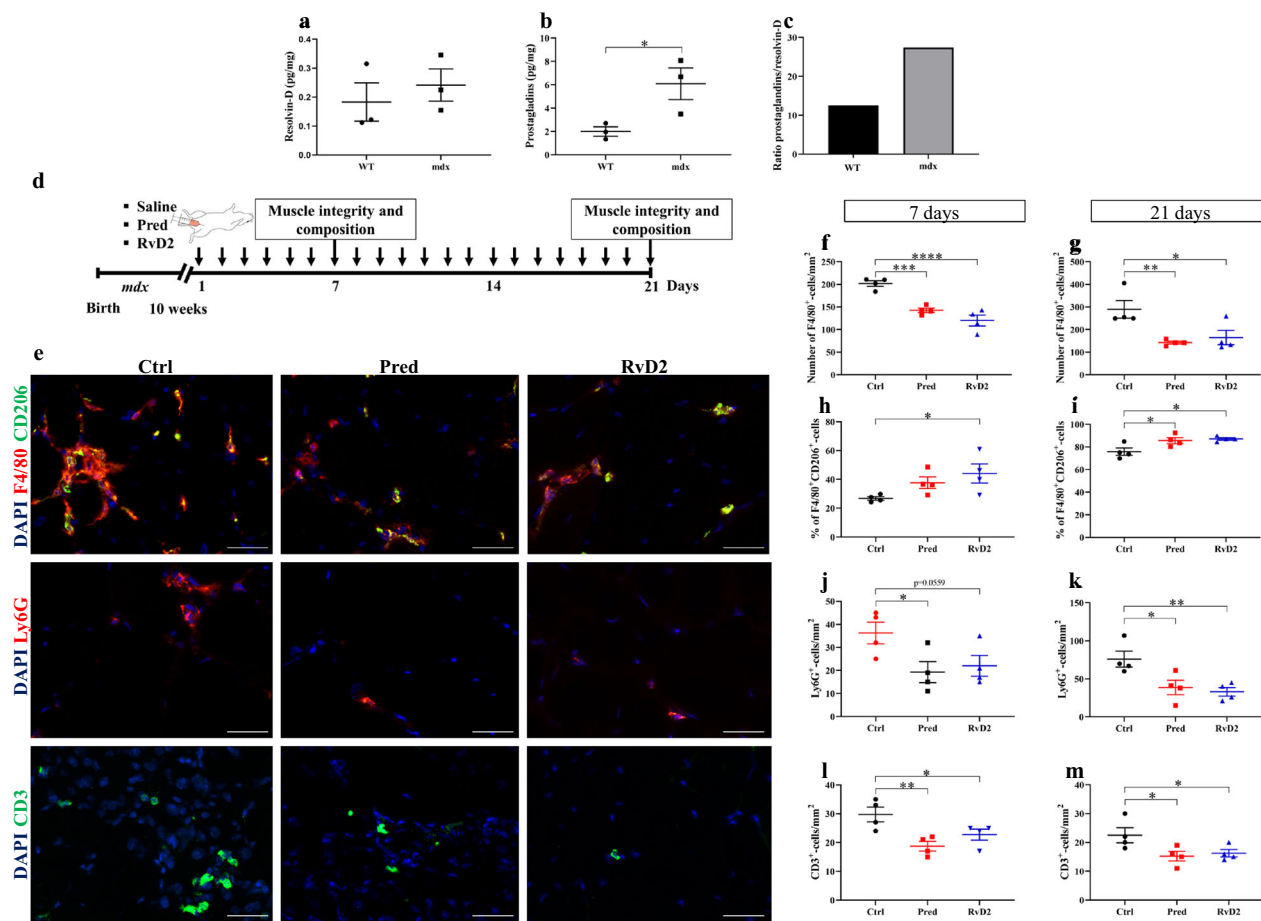 a
Resolvin-D (pg/mg)
0.4
0.3
0.2
0.1
0.0
WT
mdx
b
Prostagladins (pg/mg)
10
8
6
4
2
0
*
WT
mdx
c
Ratio prostaglandins/resolvin-D
30
20
10
0
WT
mdx
d
Saline
Pred
RvD2
Muscle integrity and composition
Muscle integrity and composition
mdx
1
7
14
21
Days
Birth
10 weeks
e
Ctrl
Pred
RvD2
DAPI F4/80 CD206
DAPI Ly6G
DAPI CD3
7 days
21 days
f
Number of F4/80⁺-cells/mm²
250
200
150
100
50
0
****
***
Ctrl
Pred
RvD2
g
Number of F4/80⁺-cells/mm²
500
400
300
200
100
0
*
**
Ctrl
Pred
RvD2
h
% of F4/80⁺CD206⁺-cells
80
60
40
20
0
*
Ctrl
Pred
RvD2
i
% of F4/80⁺CD206⁺-cells
100
80
60
40
20
0
*
*
Ctrl
Pred
RvD2
j
Ly6G⁺-cells/mm²
50
40
30
20
10
0
p=0.0559
*
Ctrl
Pred
RvD2
k
Ly6G⁺-cells/mm²
150
100
50
0
**
*
Ctrl
Pred
RvD2
l
CD3⁺-cells/mm²
40
30
20
10
0
*
**
Ctrl
Pred
RvD2
m
CD3⁺-cells/mm²
40
30
20
10
0
*
*
Ctrl
Pred
RvD2